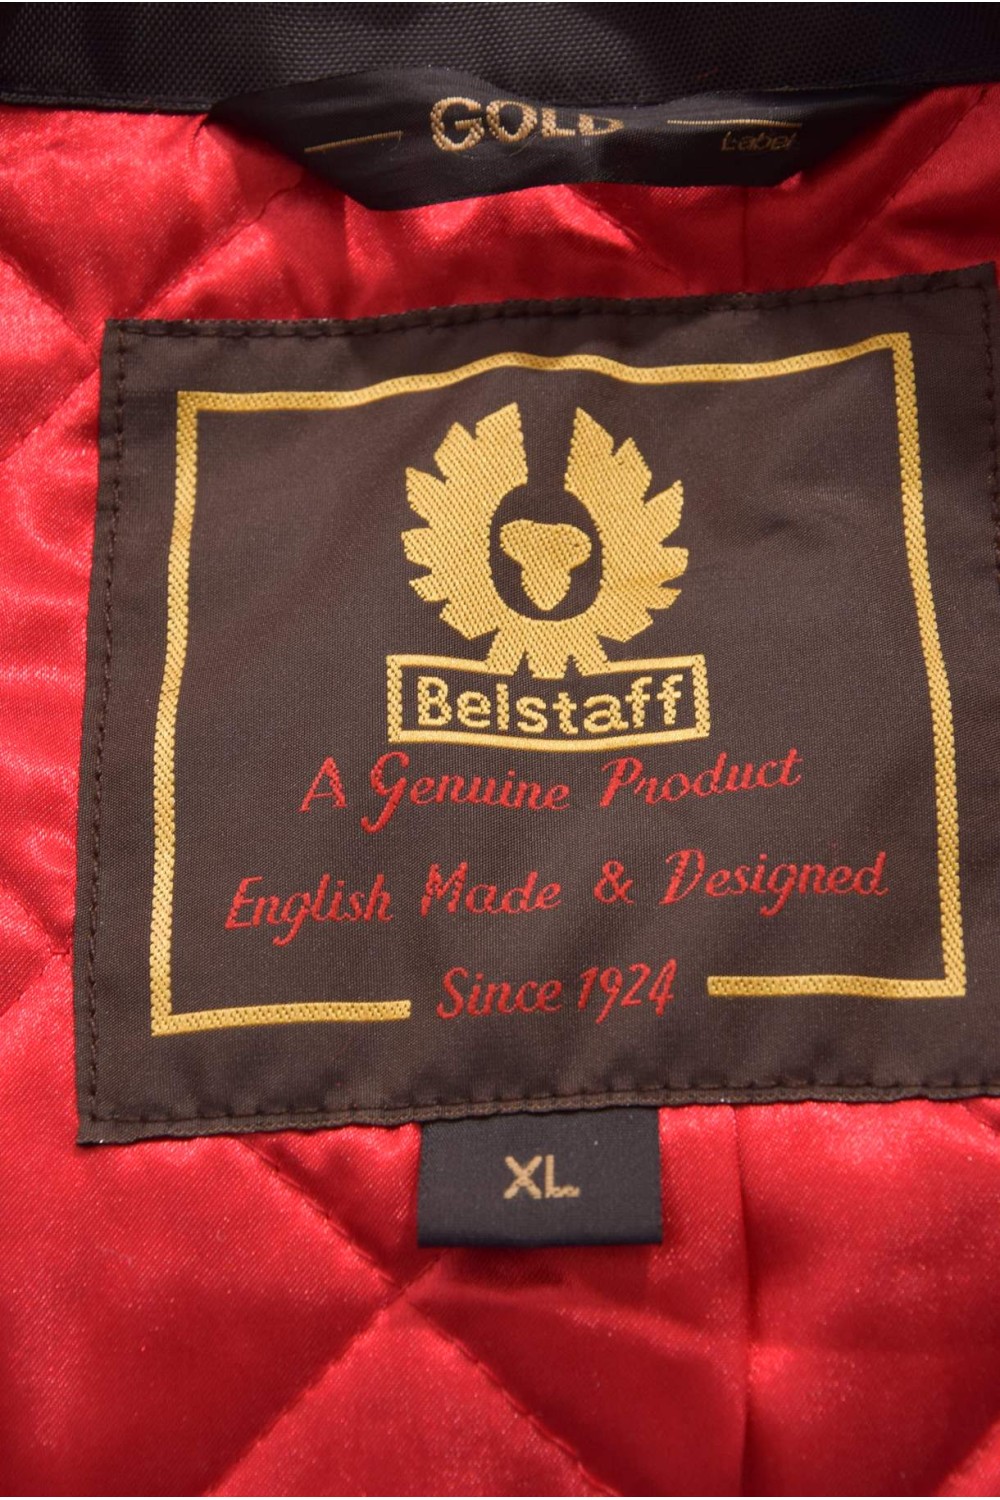 GOLD
Label
Belstaff
A Genuine Product
English Made & Designed
Since 1924
XL